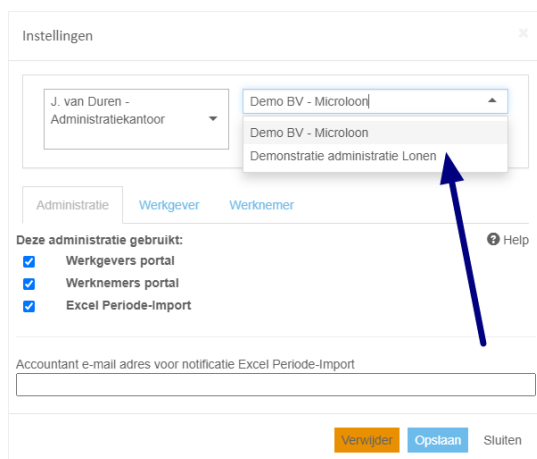 Instellingen
J. van Duren -
Administratiekantoor
Demo BV - Microloon
Demo BV - Microloon
Demonstratie administratie Lonen
Administratie
Werkgever
Werknemer
Deze administratie gebruikt:
Help
Werkgevers portal
Werknemers portal
Excel Periode-Import
Accountant e-mail adres voor notificatie Excel Periode-Import
Verwijder
Opslaan
Sluiten